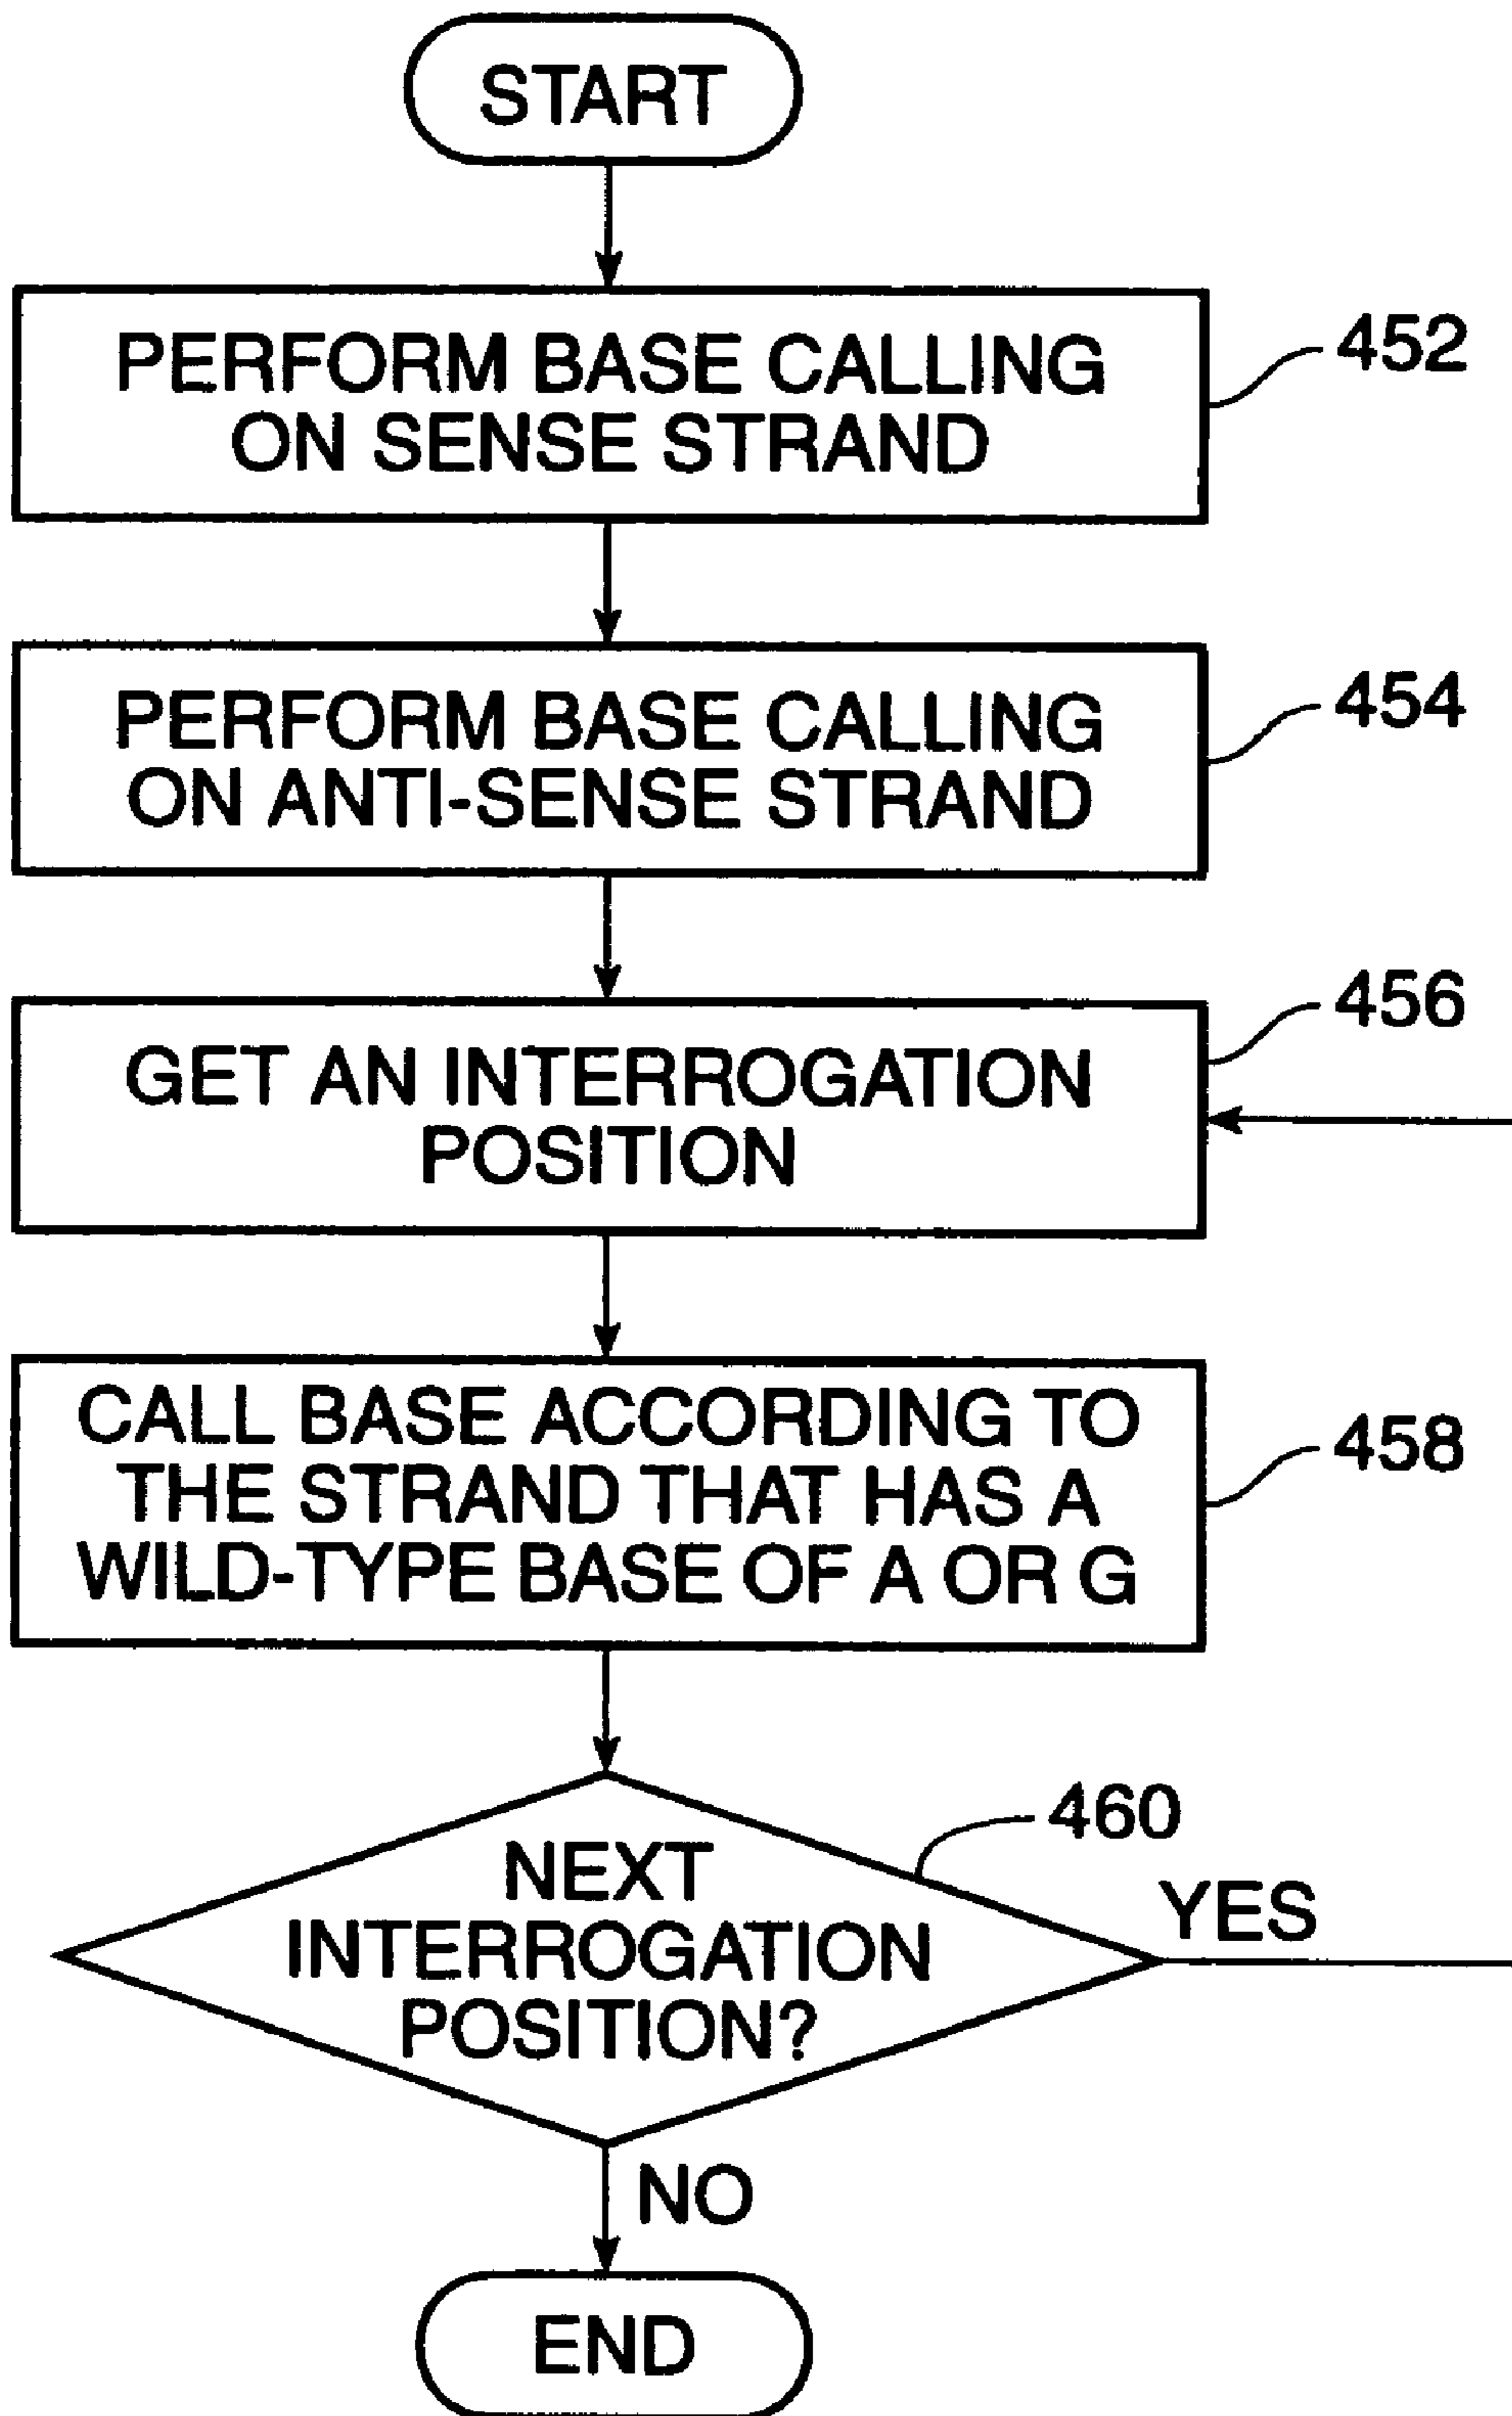 START
PERFORM BASE CALLING
ON SENSE STRAND
452
PERFORM BASE CALLING
ON ANTI-SENSE STRAND
454
GET AN INTERROGATION
POSITION
456
CALL BASE ACCORDING TO
THE STRAND THAT HAS A
WILD-TYPE BASE OF A OR G
458
NEXT
INTERROGATION
POSITION?
460
YES
NO
END